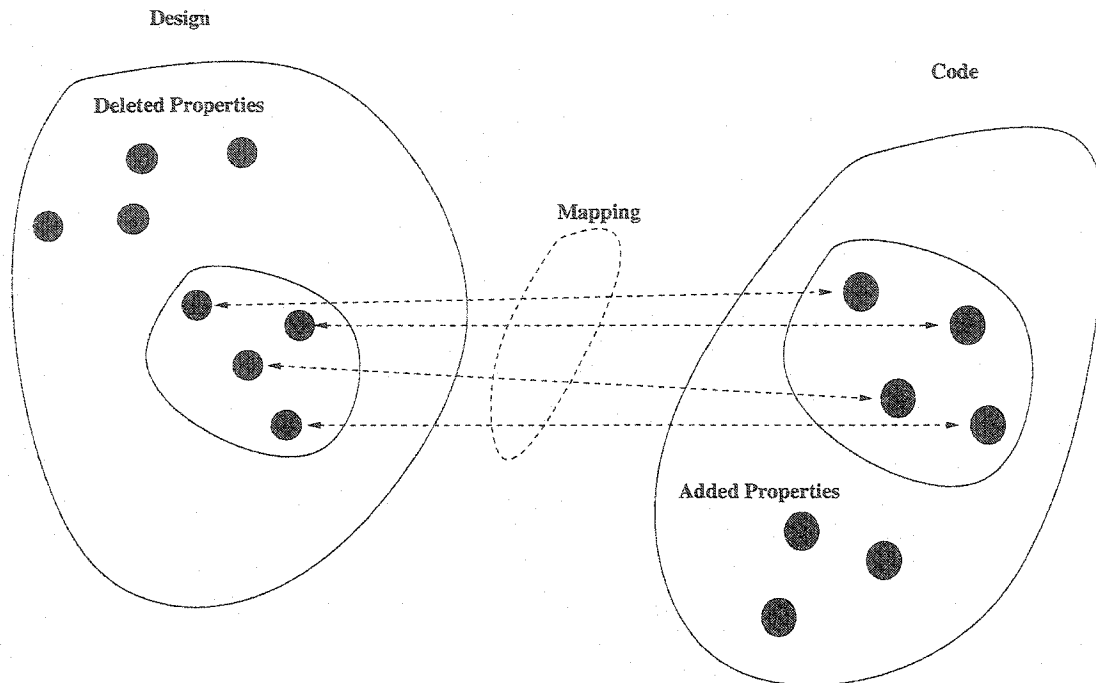 Design
Code
Deleted Properties
Mapping
Added Properties